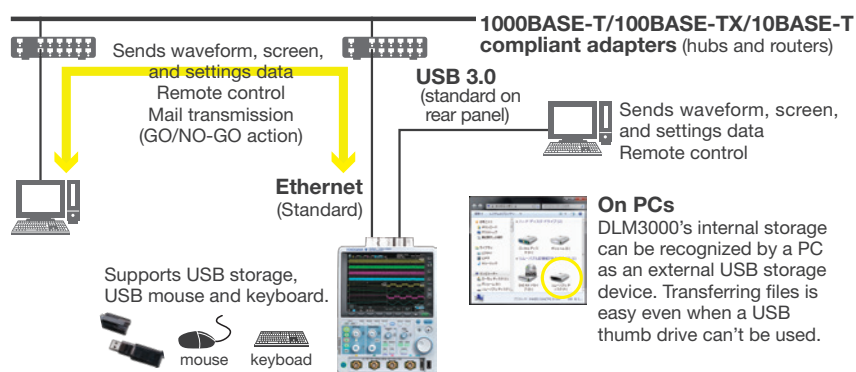 1000BASE-T/100BASE-TX/10BASE-T
compliant adapters (hubs and routers)
Sends waveform, screen,
and settings data
Remote control
Mail transmission
(GO/NO-GO action)
USB 3.0
(standard on
rear panel)
Sends waveform, screen,
and settings data
Remote control
Ethernet
(Standard)
Supports USB storage,
USB mouse and keyboard.
mouse keyboad
On PCs
DLM3000's internal storage
can be recognized by a PC
as an external USB storage
device. Transferring files is
easy even when a USB
thumb drive can't be used.